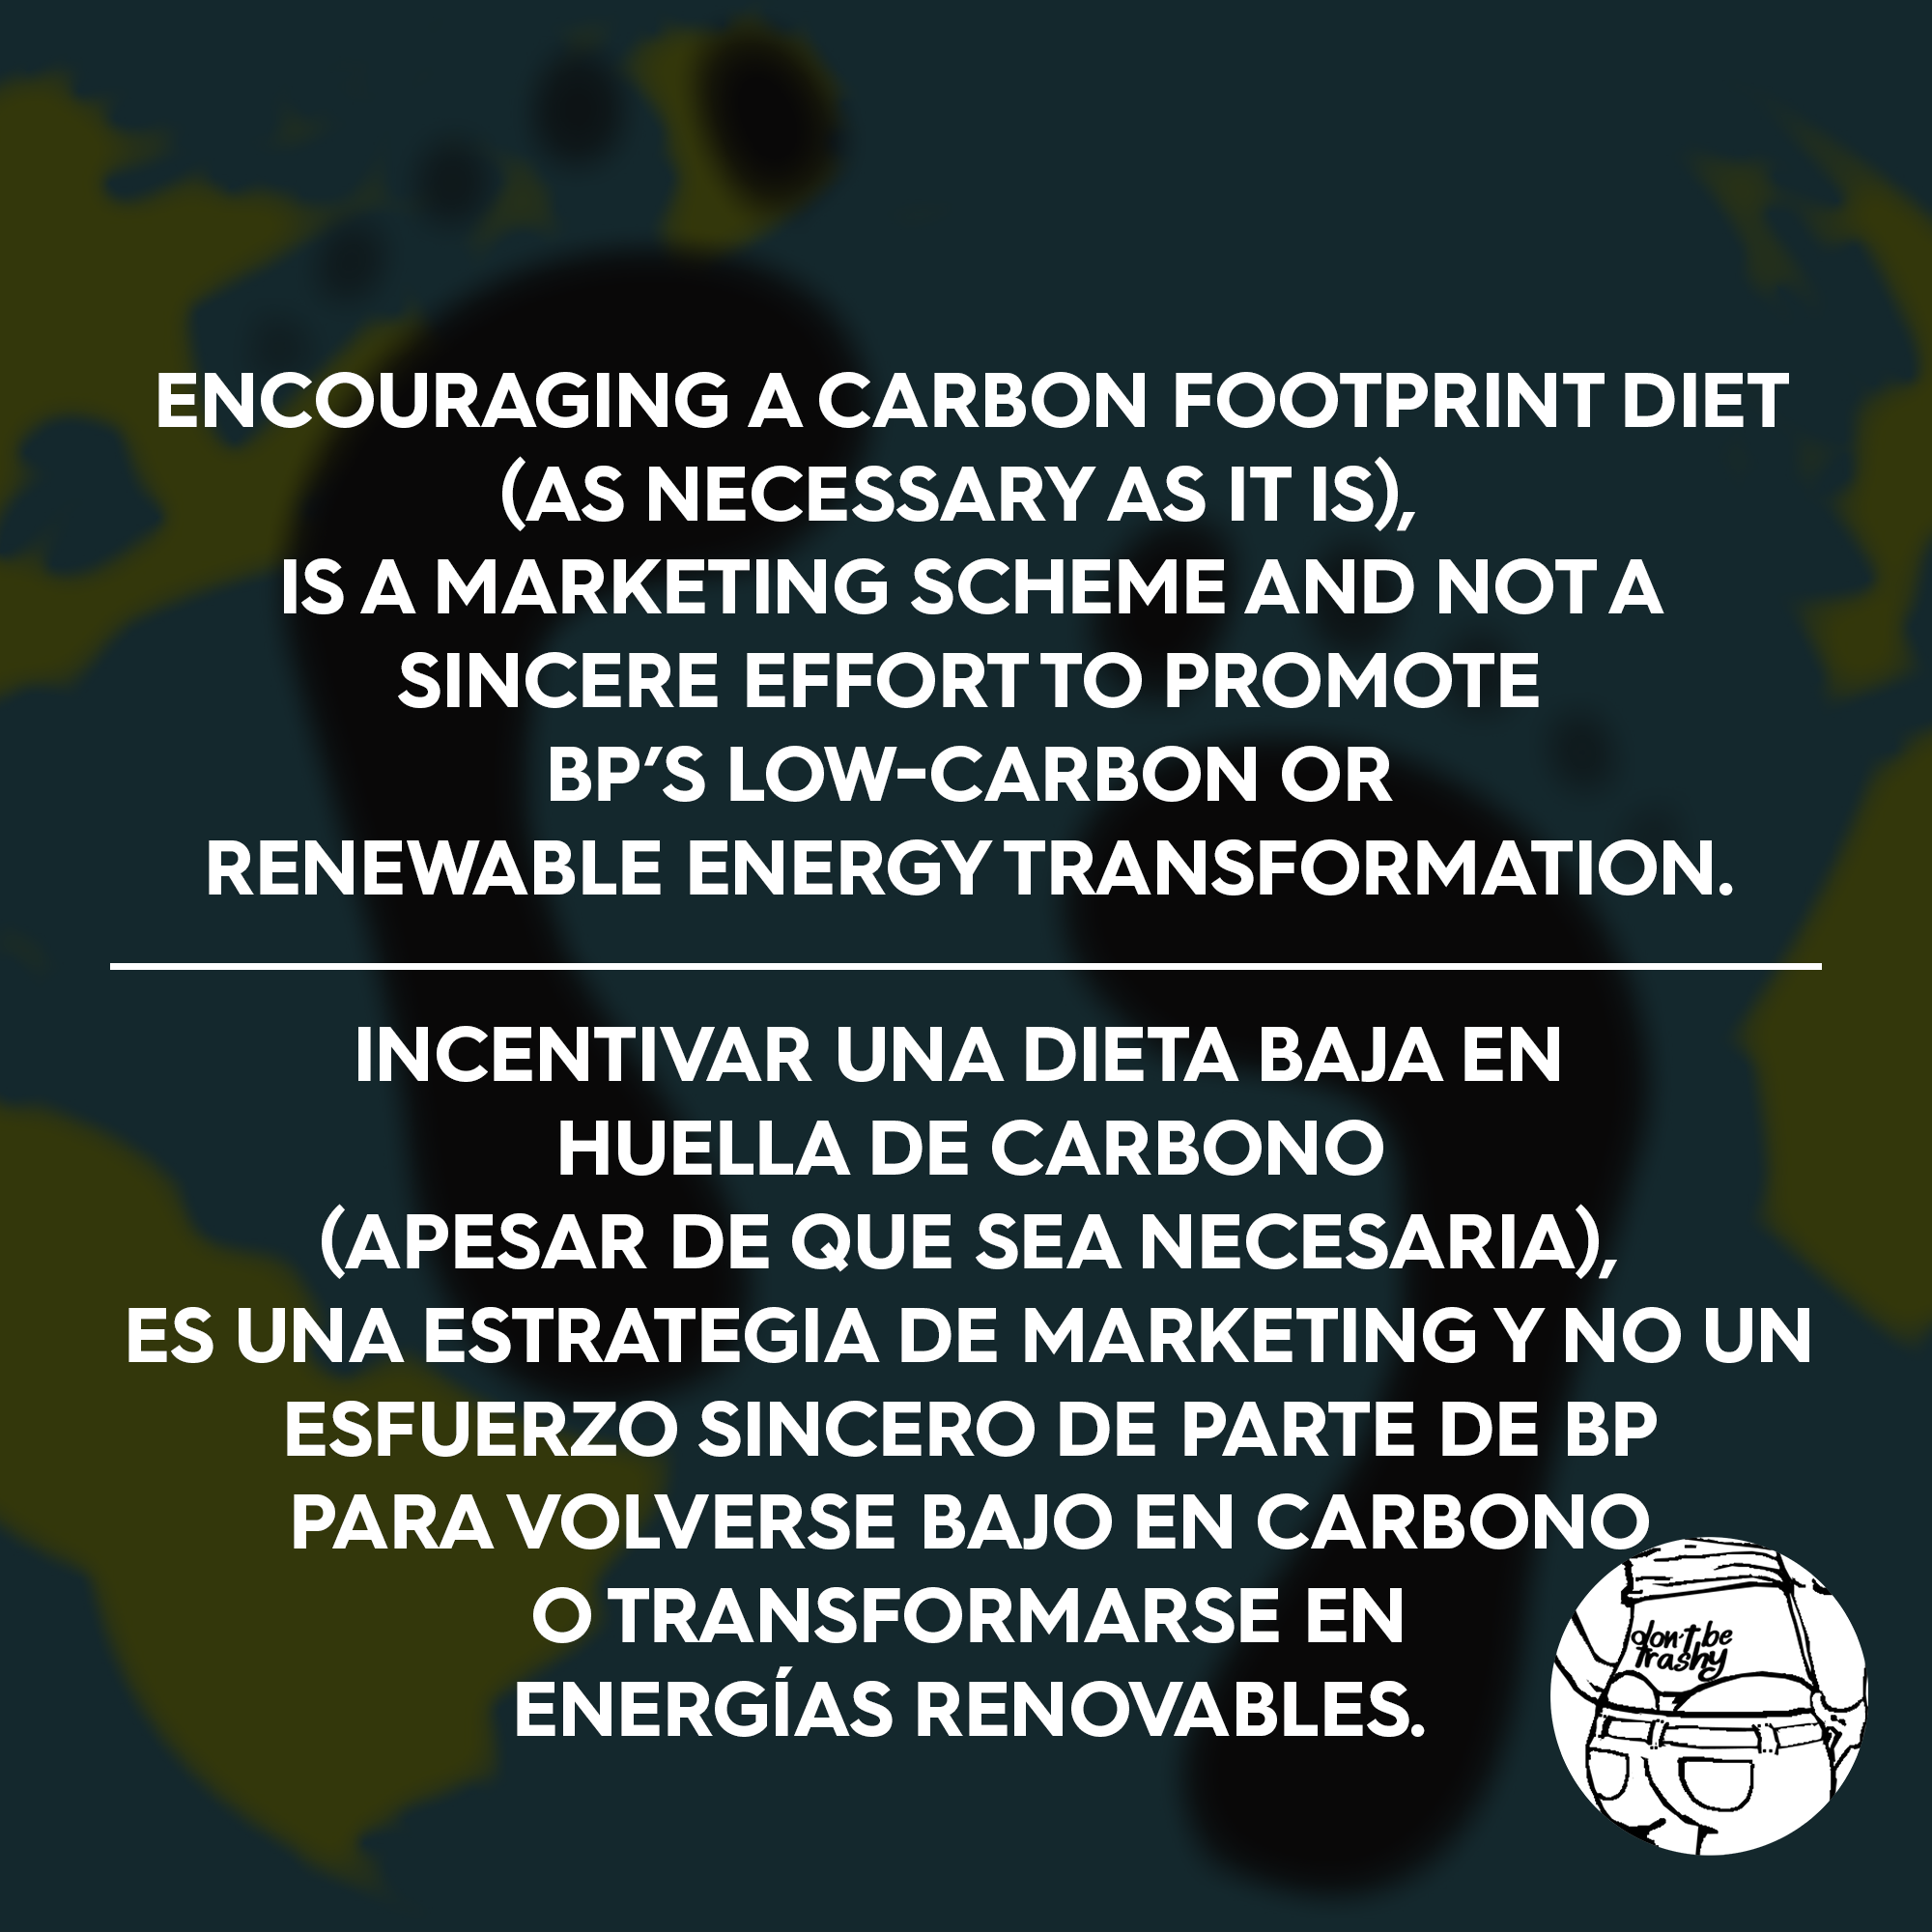 ENCOURAGING A CARBON FOOTPRINT DIET
(AS NECESSARY AS IT IS),
IS A MARKETING SCHEME AND NOT A
SINCERE EFFORT TO PROMOTE
BP'S LOW-CARBON OR
RENEWABLE ENERGY TRANSFORMATION.
INCENTIVAR UNA DIETA BAJA EN
HUELLA DE CARBONO
(APESAR DE QUE SEA NECESARIA),
ES UNA ESTRATEGIA DE MARKETING Y NO UN
ESFUERZO SINCERO DE PARTE DE BP
PARA VOLVERSE BAJO EN CARBONO
O TRANSFORMARSE EN
ENERGÍAS RENOVABLES.
don't be
trashy